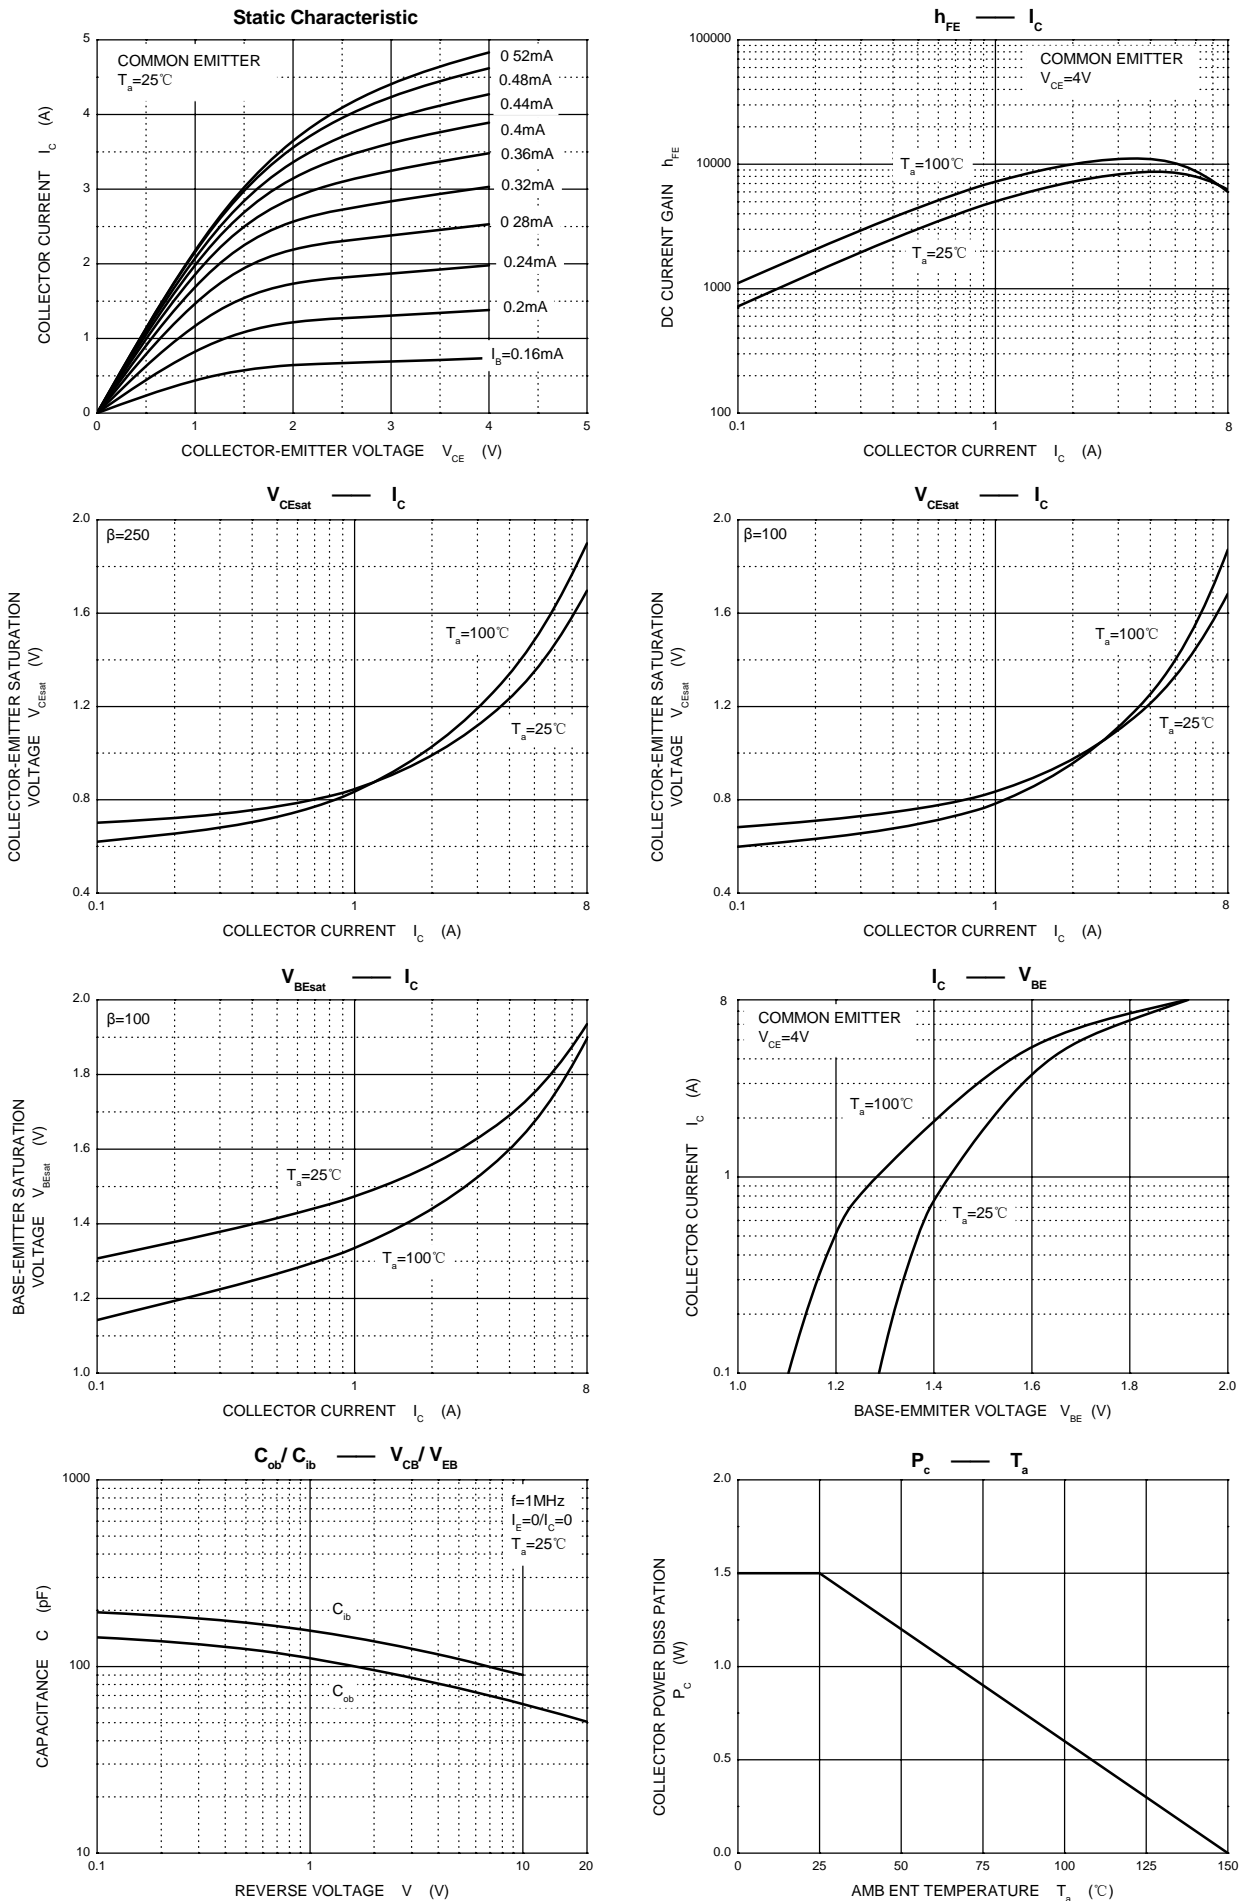 Static Characteristic
5
4
3
2
1
0
0
1
2
3
4
5
COMMON EMITTER
Ta=25℃
0 52mA
0.48mA
0.44mA
0.4mA
0.36mA
0.32mA
0.28mA
0.24mA
0.2mA
IB=0.16mA
COLLECTOR CURRENT IC (A)
COLLECTOR-EMITTER VOLTAGE VCE (V)
hFE —— IC
100000
10000
1000
100
0.1
1
8
COMMON EMITTER
VCE=4V
Ta=100℃
Ta=25℃
DC CURRENT GAIN hFE
COLLECTOR CURRENT IC (A)
VCEsat —— IC
2.0
1.6
1.2
0.8
0.4
0.1
1
8
β=250
Ta=100℃
Ta=25℃
COLLECTOR-EMITTER SATURATION
VOLTAGE VCEsat (V)
COLLECTOR CURRENT IC (A)
VCEsat —— IC
2.0
1.6
1.2
0.8
0.4
0.1
1
8
β=100
Ta=100℃
Ta=25℃
COLLECTOR-EMITTER SATURATION
VOLTAGE VCEsat (V)
COLLECTOR CURRENT IC (A)
VBEsat —— IC
2.0
1.8
1.6
1.4
1.2
1.0
0.1
1
8
β=100
Ta=25℃
Ta=100℃
BASE-EMITTER SATURATION
VOLTAGE VBEsat (V)
COLLECTOR CURRENT IC (A)
IC —— VBE
8
1
0.1
1.0
1.2
1.4
1.6
1.8
2.0
COMMON EMITTER
VCE=4V
Ta=100℃
Ta=25℃
COLLECTOR CURRENT IC (A)
BASE-EMMITER VOLTAGE VBE (V)
Cob/ Cib —— VCB/ VEB
1000
100
10
0.1
1
10
20
f=1MHz
IE=0/IC=0
Ta=25℃
Cib
Cob
CAPACITANCE C (pF)
REVERSE VOLTAGE V (V)
Pc —— Ta
2.0
1.5
1.0
0.5
0.0
0
25
50
75
100
125
150
COLLECTOR POWER DISS PATION
PC (W)
AMB ENT TEMPERATURE Ta (℃)